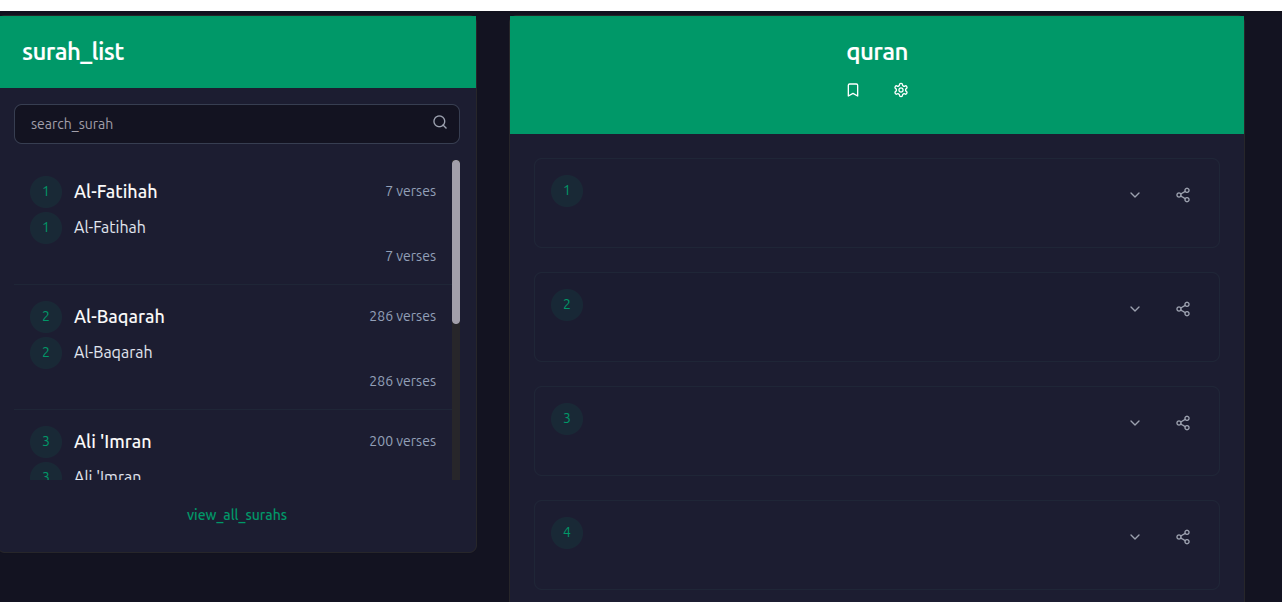 surah_list
search_surah
1 Al-Fatihah 7 verses
1 Al-Fatihah
7 verses
2 Al-Baqarah 286 verses
2 Al-Baqarah
286 verses
3 Ali 'Imran 200 verses
3 Ali 'Imran
view_all_surahs
quran
1
2
3
4